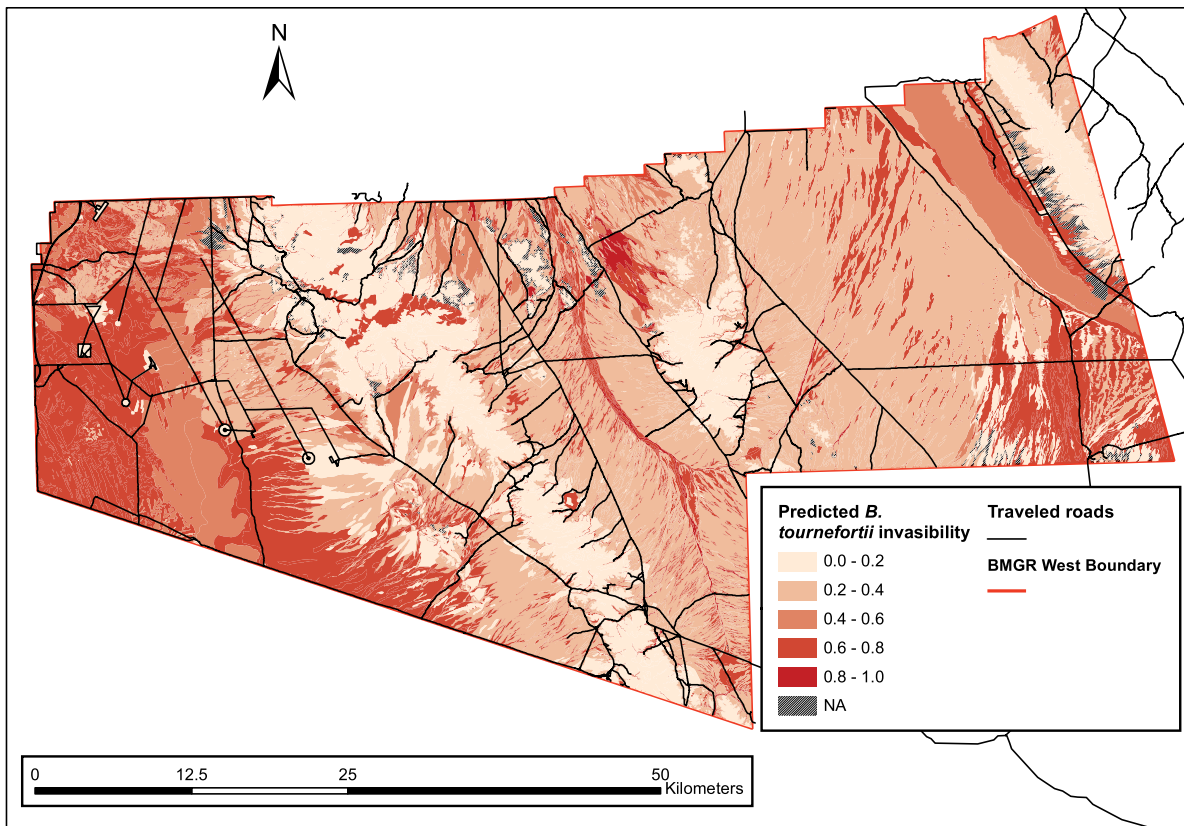 N
Predicted B.
tournefortii invasibility
0.0 - 0.2
0.2 - 0.4
0.4 - 0.6
0.6 - 0.8
0.8 - 1.0
NA
Traveled roads
BMGR West Boundary
0 12.5 25 50
Kilometers